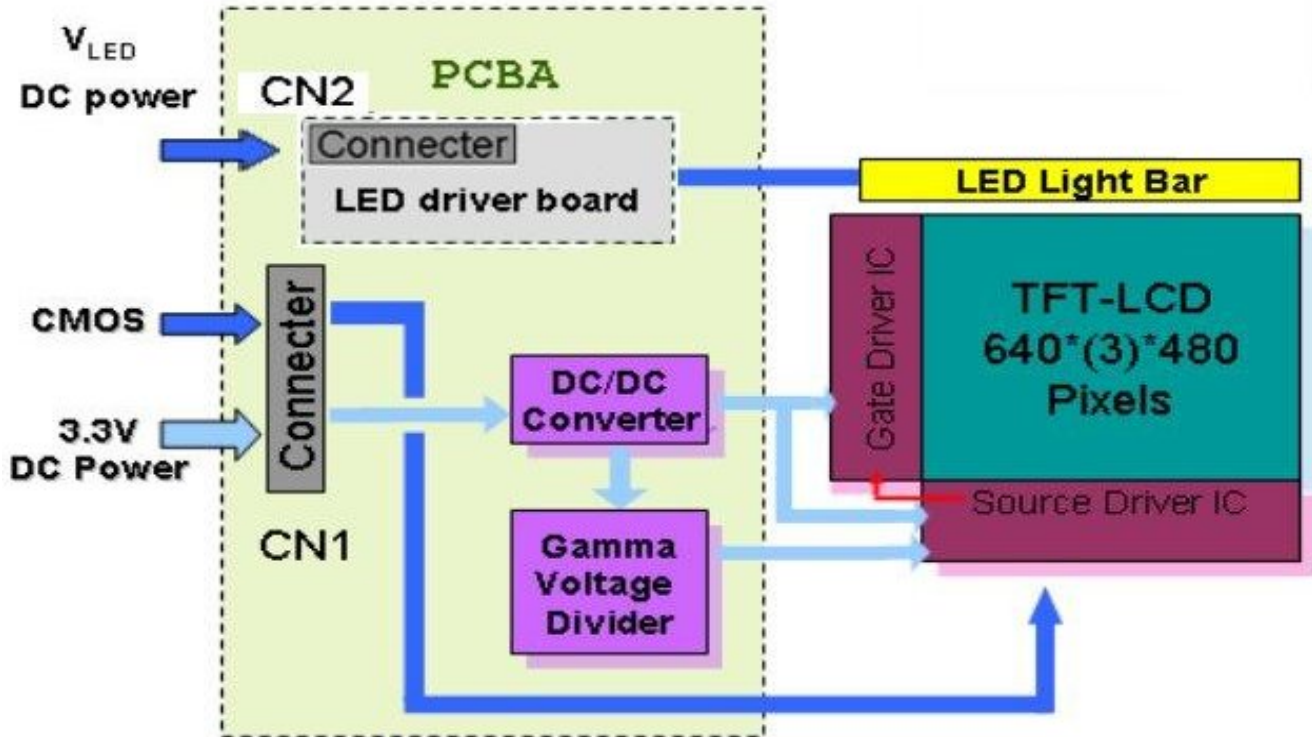 V_LED
DC power
PCBA
CN2
Connecter
LED driver board
LED Light Bar
CMOS
3.3V
DC Power
Connecter
CN1
DC/DC
Converter
Gamma
Voltage
Divider
Gate Driver IC
TFT-LCD
640*(3)*480
Pixels
Source Driver IC